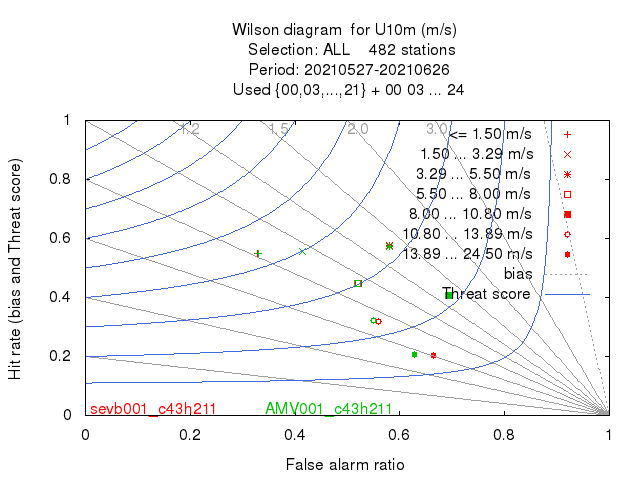 Wilson diagram for U10m (m/s)
Selection: ALL 482 stations
Period: 20210527-20210626
Used {00,03,...,21} + 00 03 ... 24
Hit rate (bias and Threat score)
1
0.8
0.6
0.4
0.2
0
1.2 1.5 2.0 3.0
<= 1.50 m/s
1.50 ... 3.29 m/s
3.29 ... 5.50 m/s
5.50 ... 8.00 m/s
8.00 ... 10.80 m/s
10.80 ... 13.89 m/s
13.89 ... 24.50 m/s
bias
Threat score
sevb001_c43h211 AMV001_c43h211
0 0.2 0.4 0.6 0.8 1
False alarm ratio